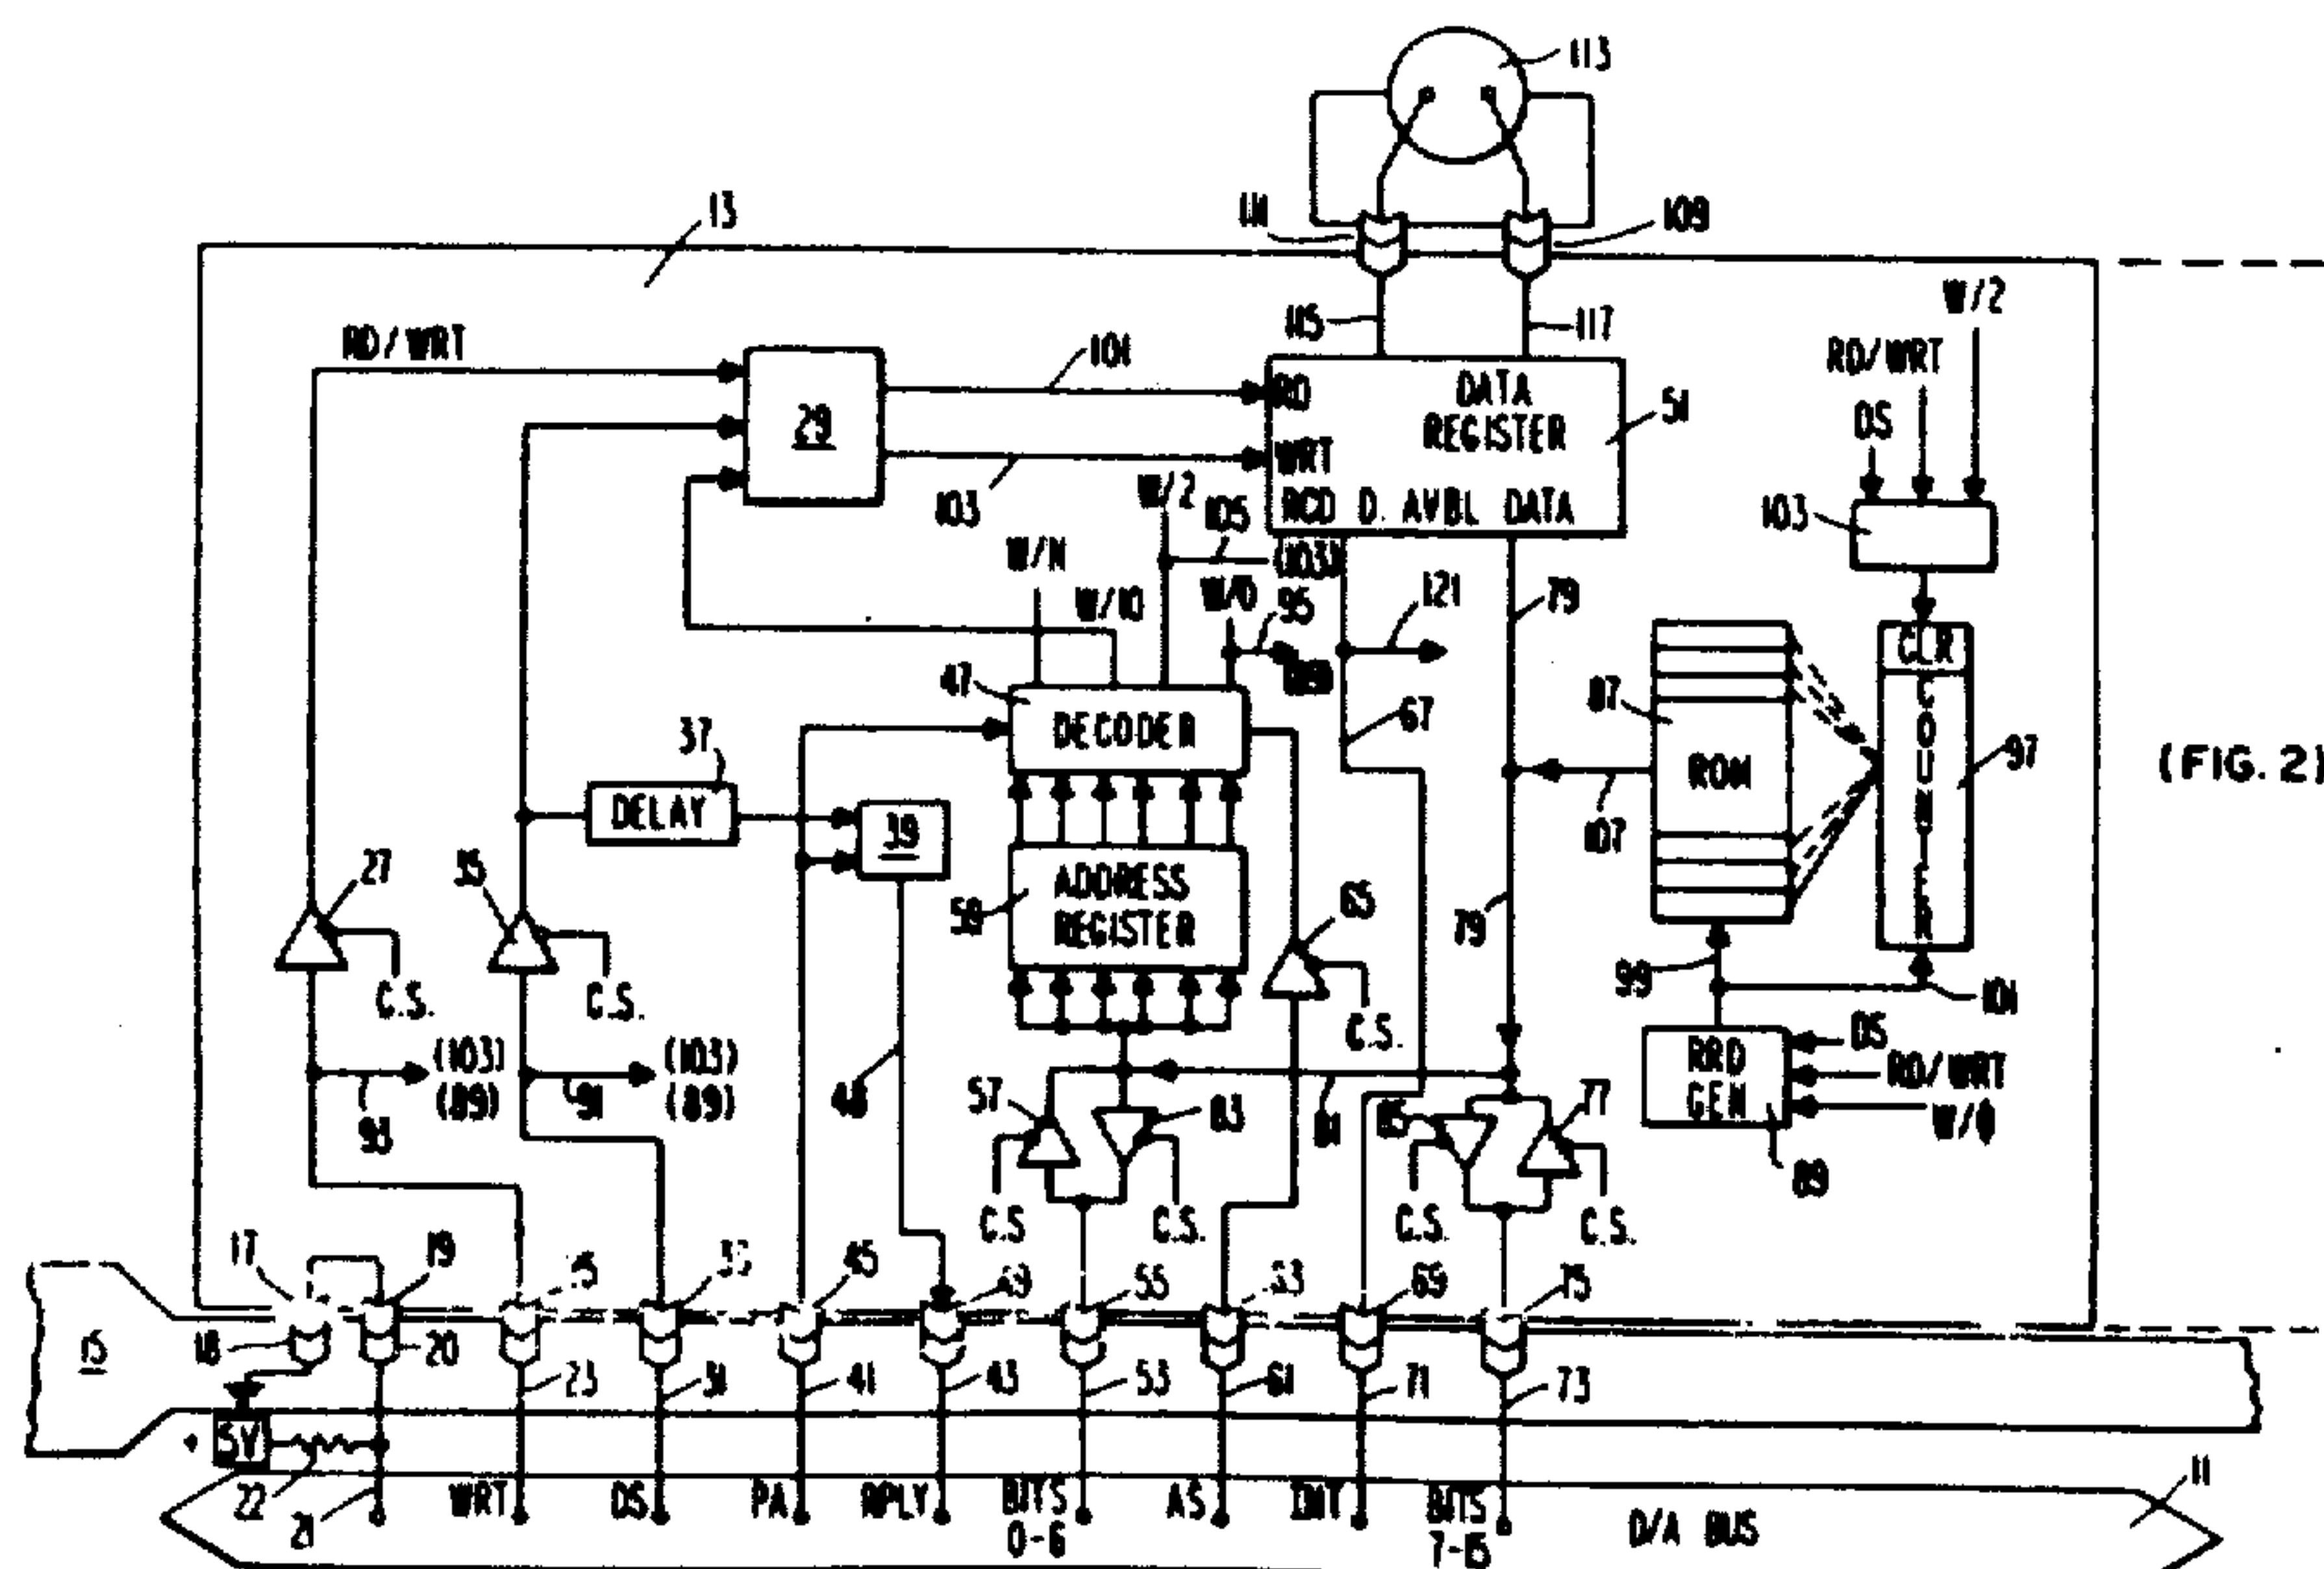 113
13
111
109
115
117
W/2
RD/WRT
101
RD/WRT
29
RD
DATA
REGISTER
51
DS
WRT
103
W/2
RCD D. AVBL DATA
103
105
W/N
(103)
W/10
W/0
95
121
79
CLR
47
DECODER
87
67
37
COUNTER
DELAY
39
ROM
97
(FIG. 2)
107
27
35
ADDRESS
REGISTER
65
79
C.S.
C.S.
C.S.
99
101
(103)
(89)
(103)
(89)
93
91
57
83
81
77
RRD
GEN
DS
RD/WRT
W/0
89
C.S
C.S.
C.S.
C.S.
17
19
45
55
63
69
75
15
18
20
23
31
41
43
53
61
71
73
5V
22
21
WRT
DS
PA
RPLY
BITS
0-6
AS
INT
BITS
7-15
D/A BUS
11